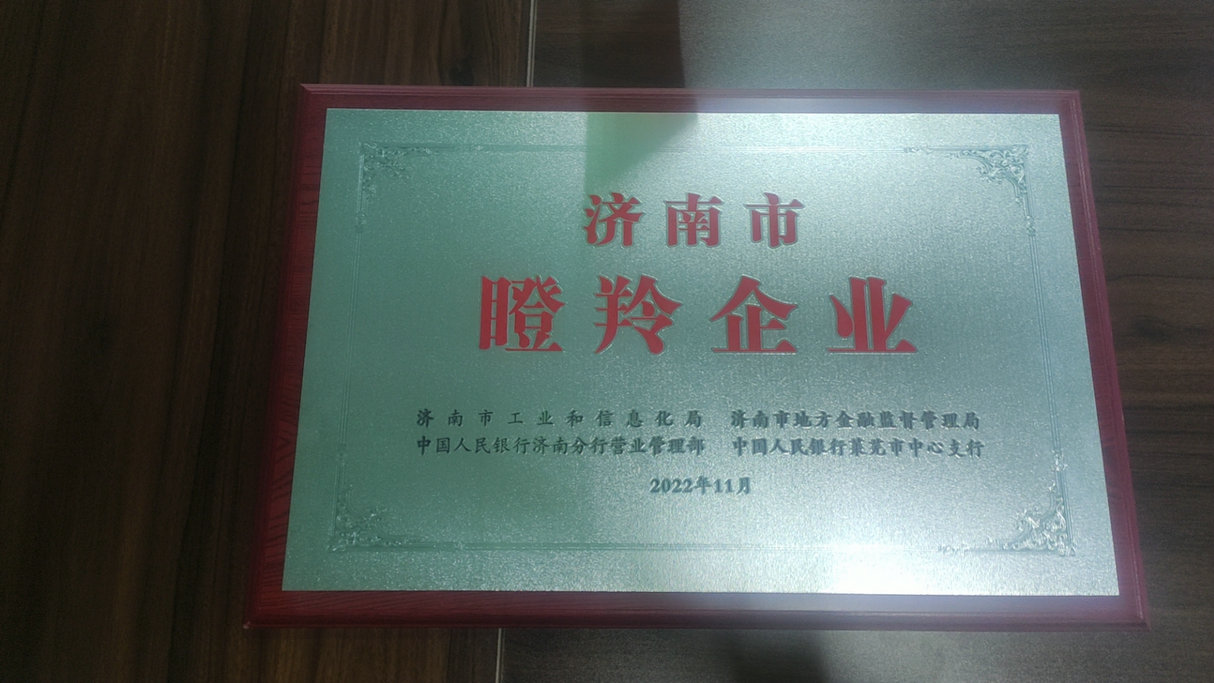 济南市
瞪羚企业
济南市工业和信息化局 济南市地方金融监督管理局
中国人民银行济南分行营业管理部 中国人民银行莱芜市中心支行
2022年11月